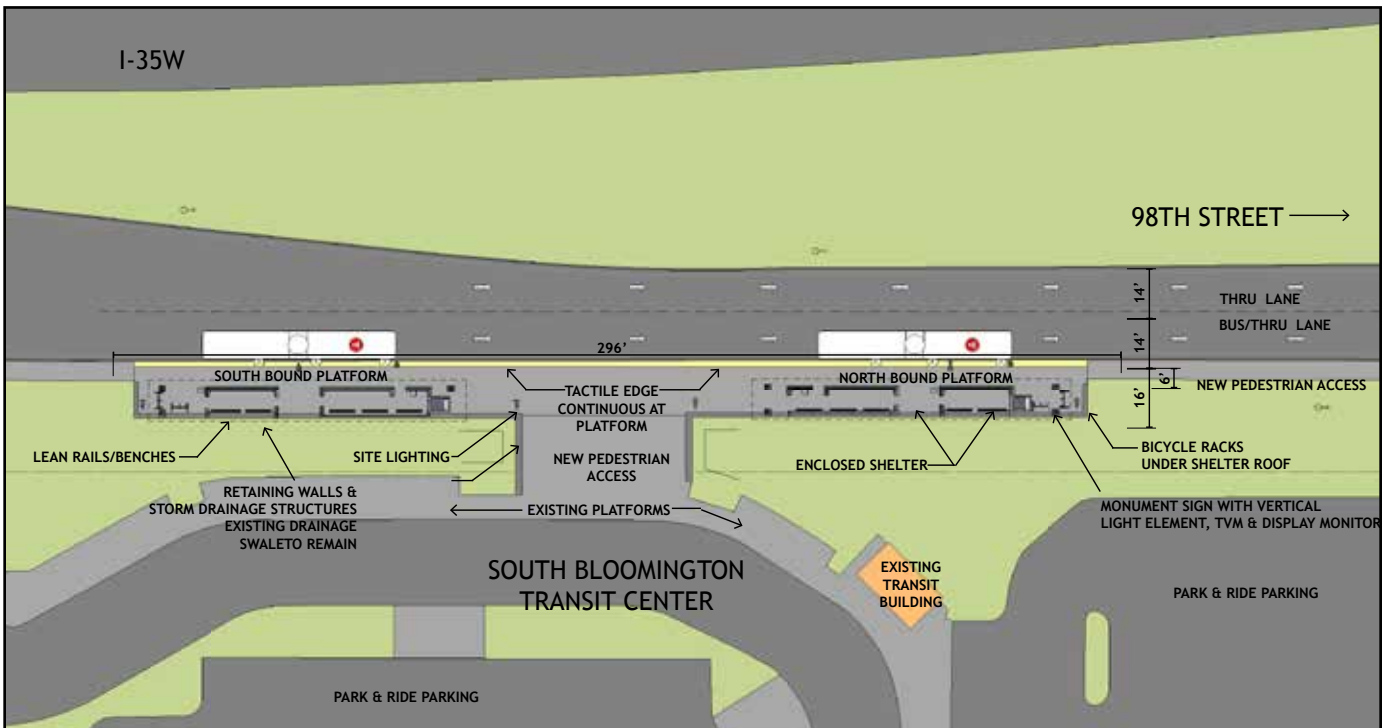 I-35W
98TH STREET
14'
THRU LANE
14'
BUS/THRU LANE
296'
SOUTH BOUND PLATFORM
NORTH BOUND PLATFORM
6'
16'
NEW PEDESTRIAN ACCESS
TACTILE EDGE
CONTINUOUS AT
PLATFORM
LEAN RAILS/BENCHES
SITE LIGHTING
NEW PEDESTRIAN
ACCESS
ENCLOSED SHELTER
BICYCLE RACKS
UNDER SHELTER ROOF
RETAINING WALLS &
STORM DRAINAGE STRUCTURES
EXISTING DRAINAGE
SWALETO REMAIN
EXISTING PLATFORMS
MONUMENT SIGN WITH VERTICAL
LIGHT ELEMENT, TVM & DISPLAY MONITOR
SOUTH BLOOMINGTON
TRANSIT CENTER
EXISTING
TRANSIT
BUILDING
PARK & RIDE PARKING
PARK & RIDE PARKING